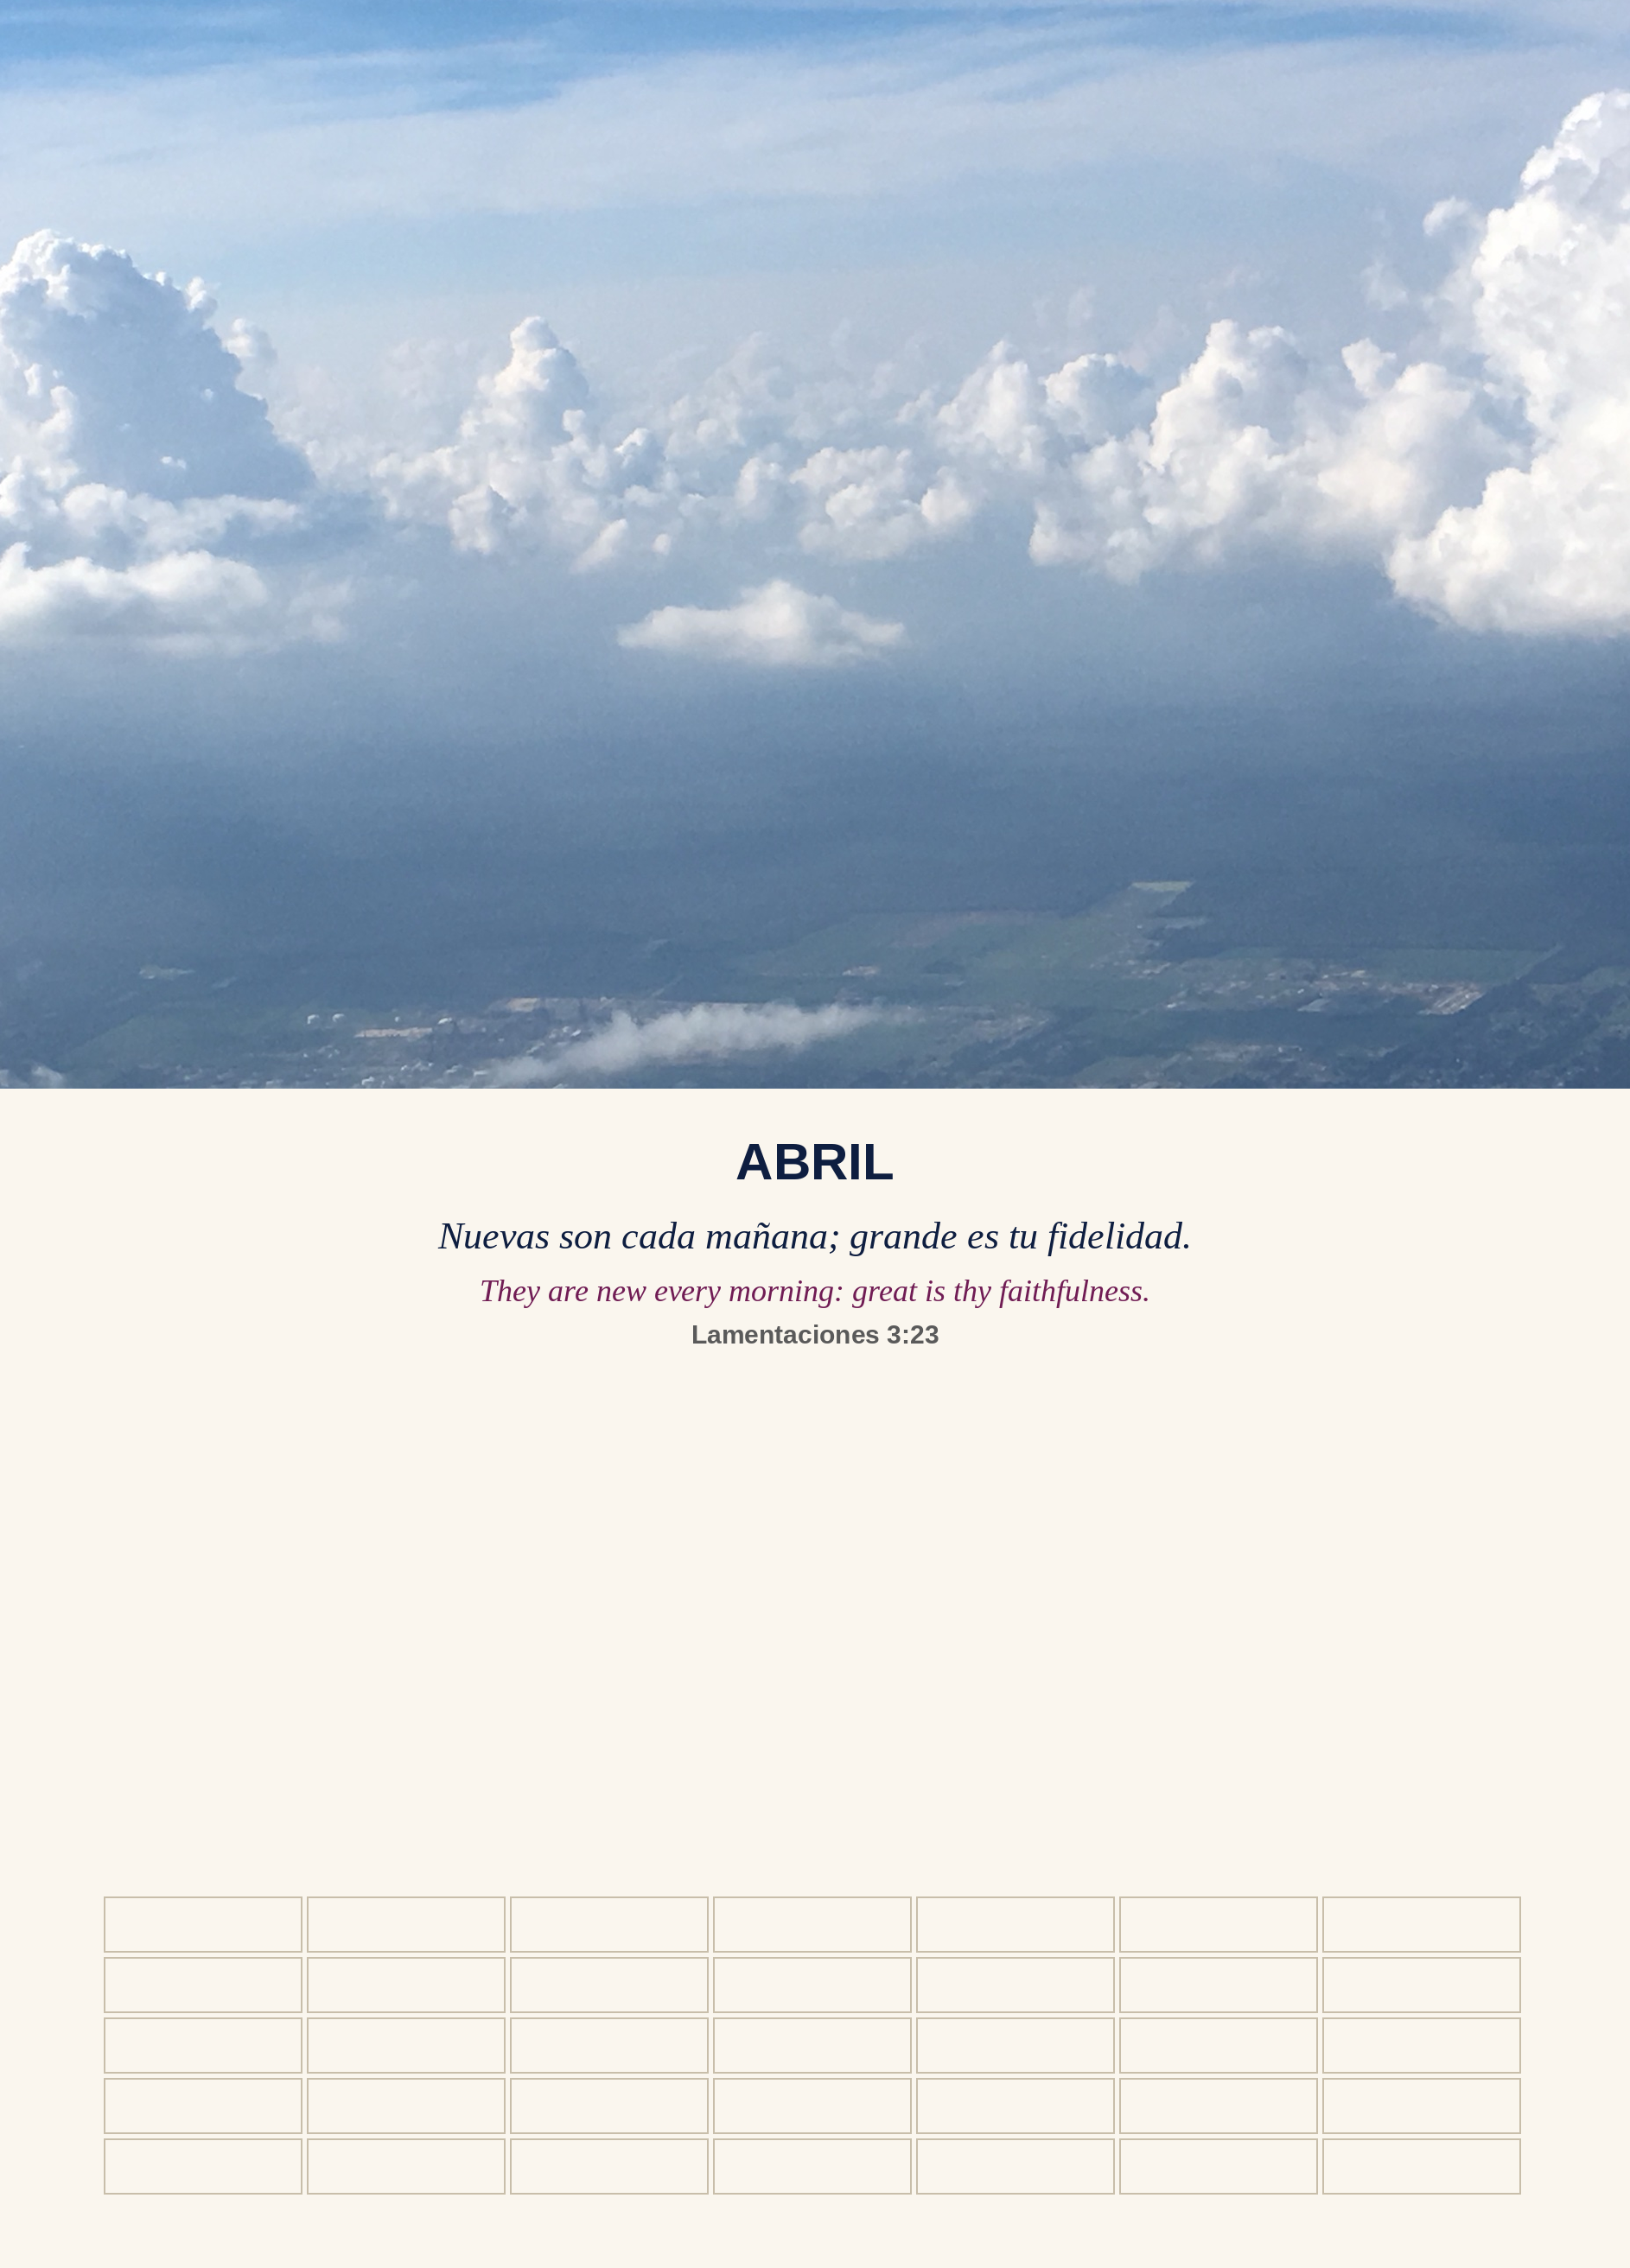 ABRIL
Nuevas son cada mañana; grande es tu fidelidad.
They are new every morning: great is thy faithfulness.
Lamentaciones 3:23